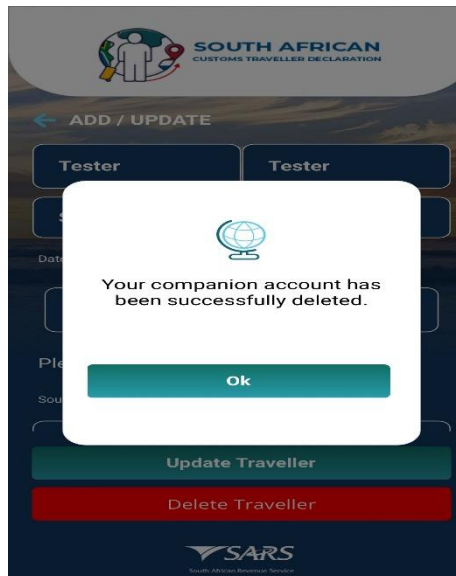 SOUTH AFRICAN
CUSTOMS TRAVELLER DECLARATION
ADD / UPDATE
Tester Tester
Your companion account has
been successfully deleted.
Ok
Update Traveller
Delete Traveller
SARS
South African Revenue Service